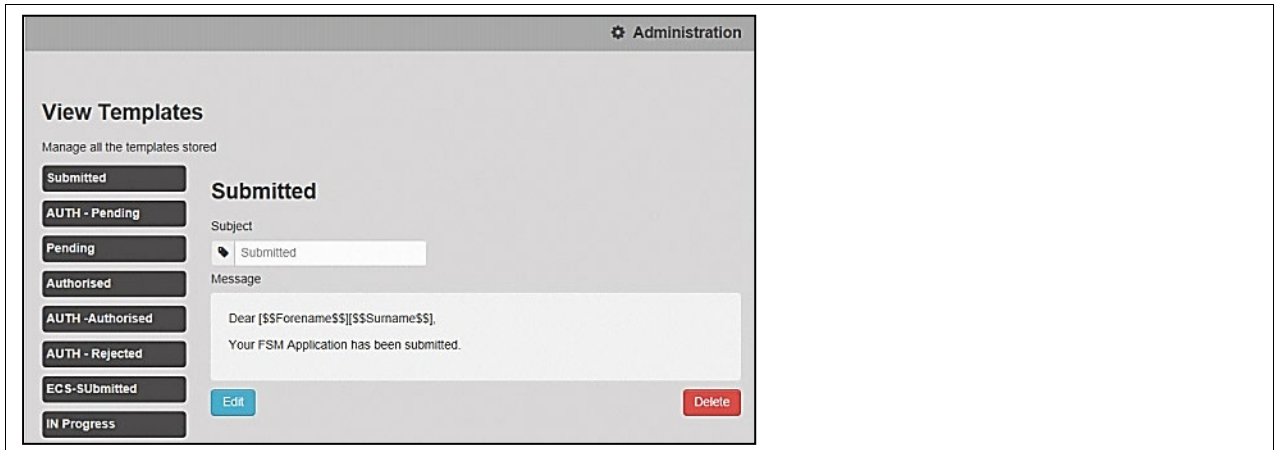 Administration
View Templates
Manage all the templates stored
Submitted
AUTH - Pending
Pending
Authorised
AUTH -Authorised
AUTH - Rejected
ECS-SUbmitted
IN Progress
Submitted
Subject
Submitted
Message
Dear [$$Forename$$][$$Surname$$],
Your FSM Application has been submitted.
Edit
Delete